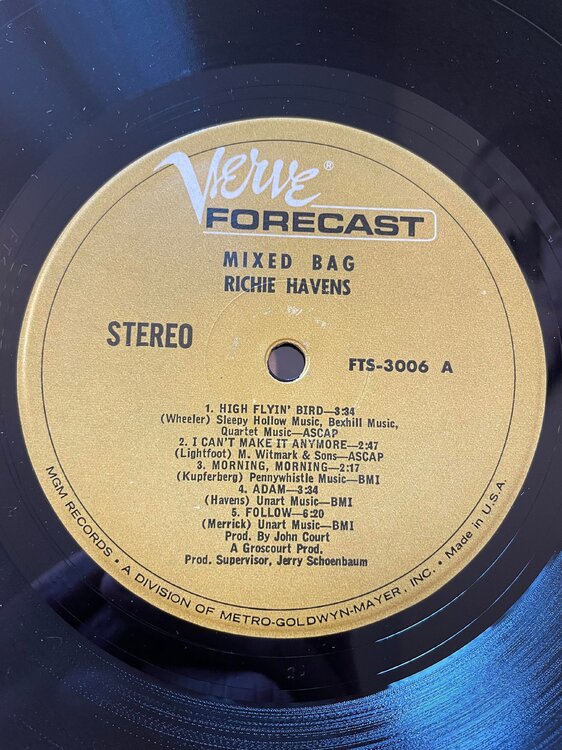 Verve®
FORECAST
MIXED BAG
RICHIE HAVENS
STEREO
FTS-3006 A
1. HIGH FLYIN' BIRD—3:34
(Wheeler) Sleepy Hollow Music, Bexhill Music,
Quartet Music—ASCAP
2. I CAN'T MAKE IT ANYMORE—2:47
(Lightfoot) M. Witmark & Sons—ASCAP
3. MORNING, MORNING—2:17
(Kupferberg) Pennywhistle Music—BMI
4. ADAM—3:34
(Havens) Unart Music—BMI
5. FOLLOW—6:20
(Merrick) Unart Music—BMI
Prod. By John Court
A Groscourt Prod.
Prod. Supervisor, Jerry Schoenbaum
MGM RECORDS • A DIVISION OF METRO-GOLDWYN-MAYER, INC. • Made in U.S.A.